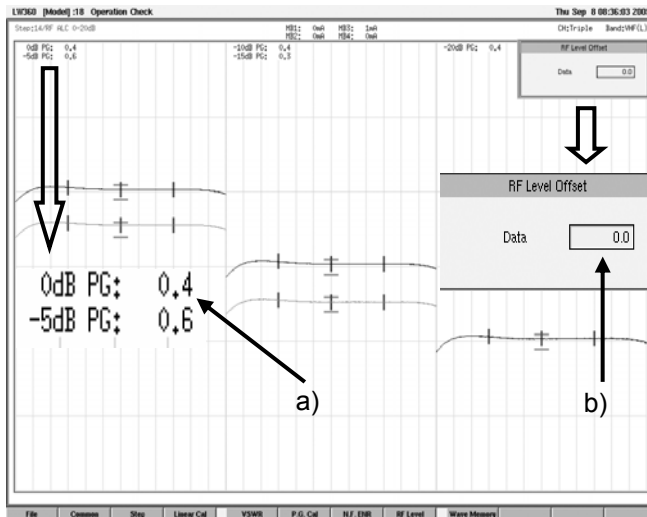 LW360 [Model] :18 Operation Check
Thu Sep 8 08:36:03 200
Step:14/RF ALC 0-20dB
MB1: 0mA MB3: 1mA
MB2: 0mA MB4: 0mA
CH:Triple Band:VHF(L)
0dB PG: 0.4
-5dB PG: 0.6
-10dB PG: 0.4
-15dB PG: 0.3
-20dB PG: 0.4
RF Level Offset
Data 0.0
RF Level Offset
Data 0.0
0dB PG: 0.4
-5dB PG: 0.6
a)
b)
File Common Step Linear Cal VSWR P.G. Cal N.F. ENR RF Level Wave Memory